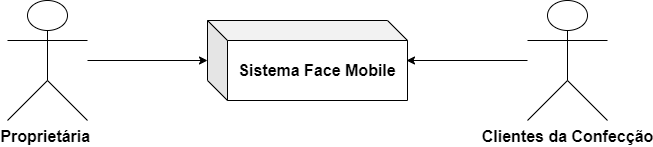 Sistema Face Mobile
Proprietária
Clientes da Confecção